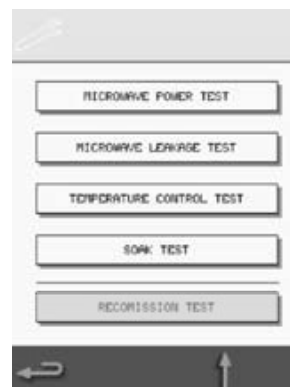 MICROWAVE POWER TEST
MICROWAVE LEAKAGE TEST
TEMPERATURE CONTROL TEST
SOAK TEST
RECOMISSION TEST